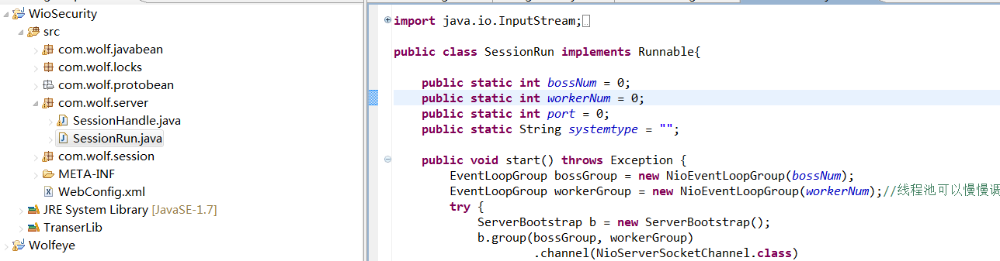 WioSecurity
src
com.wolf.javabean
com.wolf.locks
com.wolf.protobean
com.wolf.server
SessionHandle.java
SessionRun.java
com.wolf.session
META-INF
WebConfig.xml
JRE System Library [JavaSE-1.7]
TranserLib
Wolfeye
import java.io.InputStream;
public class SessionRun implements Runnable{
public static int bossNum = 0;
public static int workerNum = 0;
public static int port = 0;
public static String systemtype = "";
public void start() throws Exception {
EventLoopGroup bossGroup = new NioEventLoopGroup(bossNum);
EventLoopGroup workerGroup = new NioEventLoopGroup(workerNum);//线程池可以慢慢调
try {
ServerBootstrap b = new ServerBootstrap();
b.group(bossGroup, workerGroup)
.channel(NioServerSocketChannel.class)